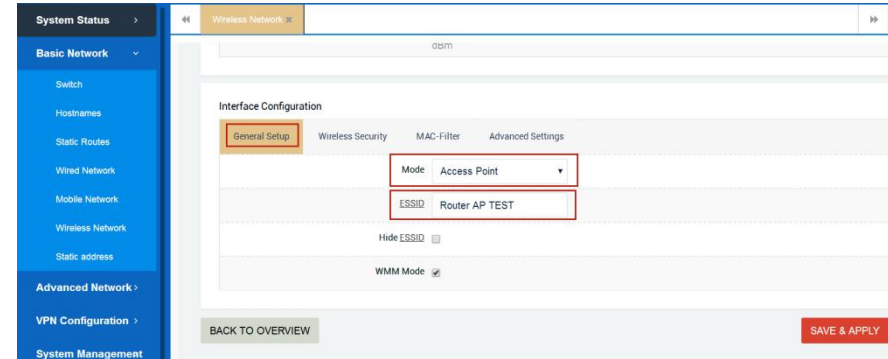 System Status
Wireless Network
Basic Network
dBm
Switch
Hostnames
Static Routes
Wired Network
Mobile Network
Wireless Network
Static address
Advanced Network
VPN Configuration
System Management
Interface Configuration
General Setup Wireless Security MAC-Filter Advanced Settings
Mode Access Point
ESSID Router AP TEST
Hide ESSID
WMM Mode
BACK TO OVERVIEW SAVE & APPLY